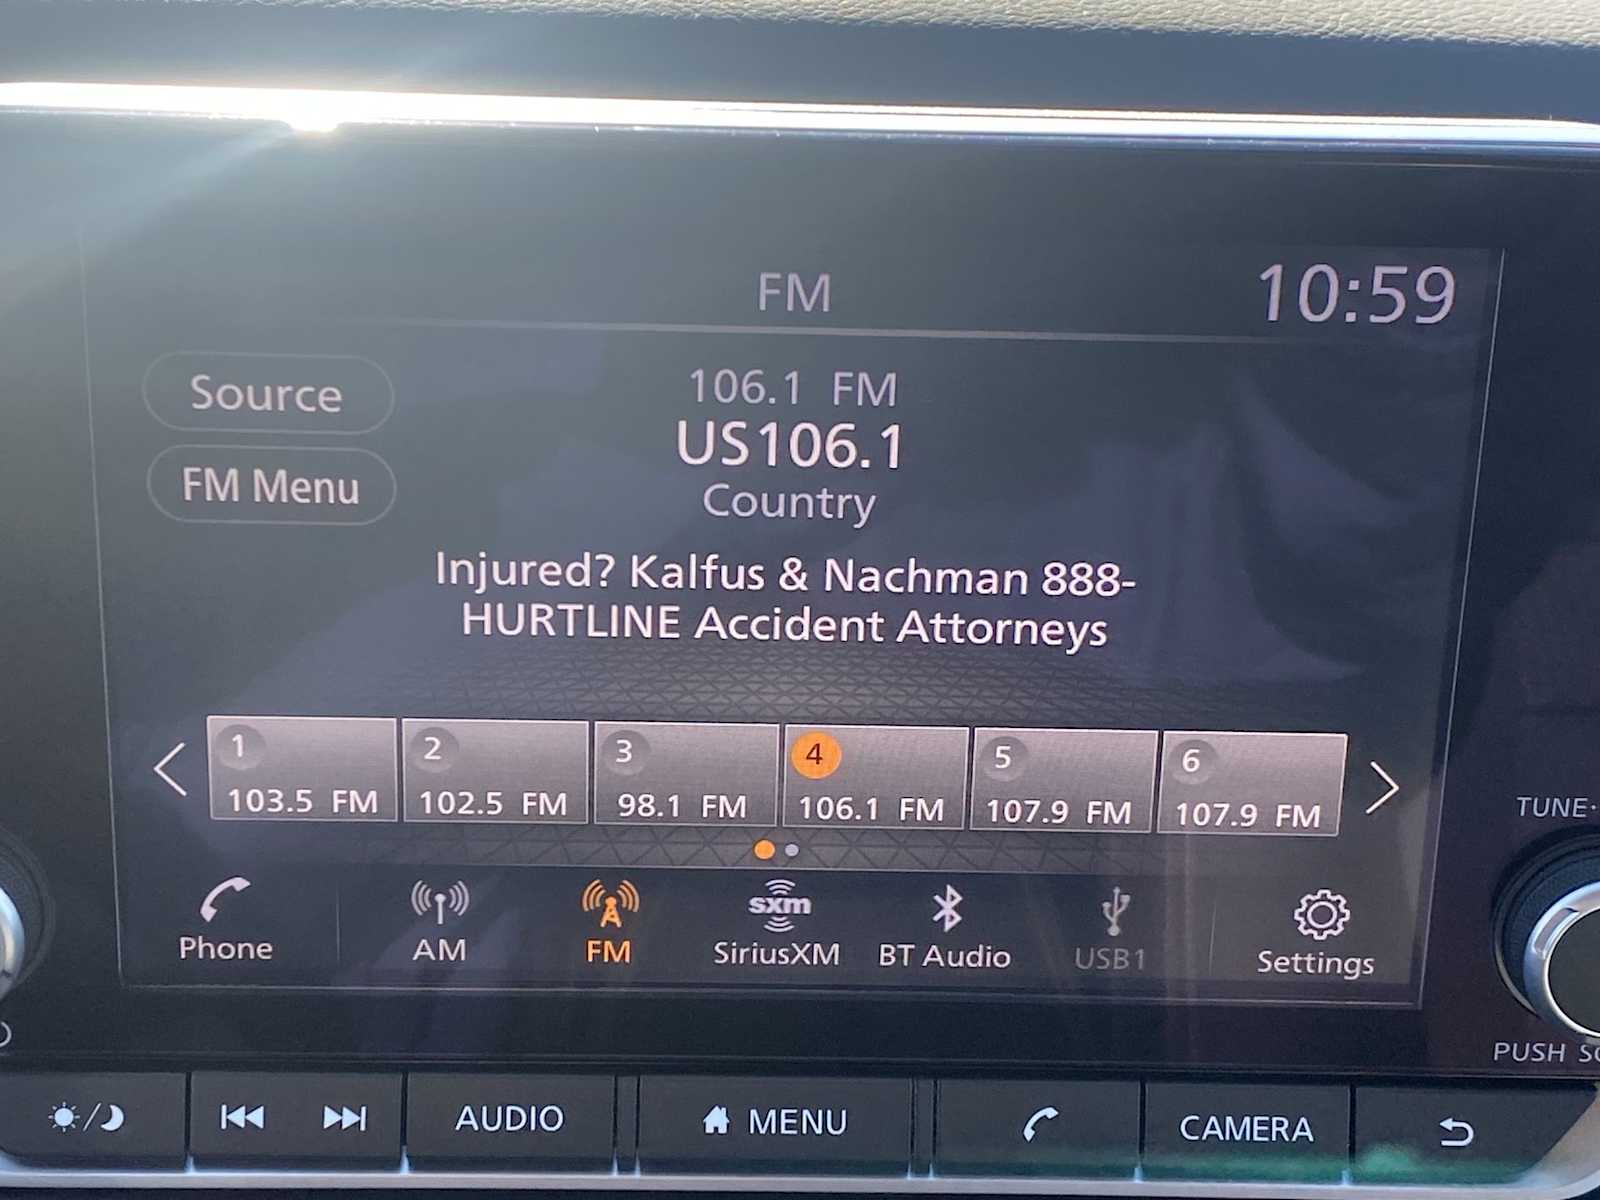 FM
10:59
Source
106.1 FM
US106.1
Country
FM Menu
Injured? Kalfus & Nachman 888-
HURTLINE Accident Attorneys
1 2 3 4 5 6
103.5 FM 102.5 FM 98.1 FM 106.1 FM 107.9 FM 107.9 FM
TUNE·
sxm
Phone AM FM SiriusXM BT Audio USB1 Settings
PUSH
AUDIO MENU CAMERA